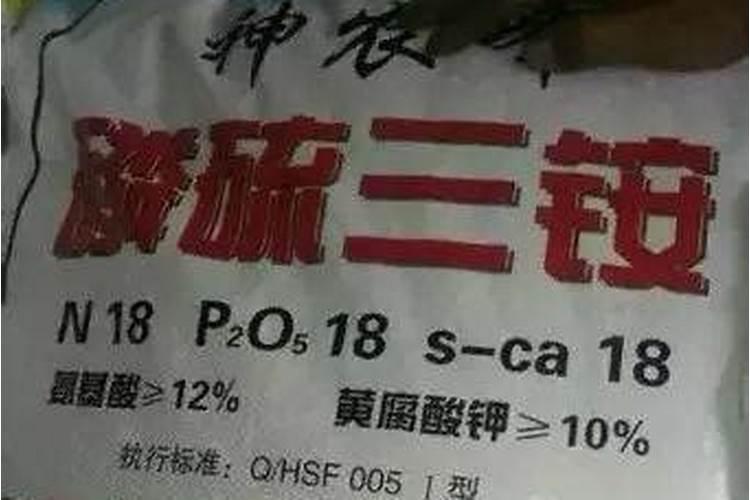 神农
硫三铵
N 18 P₂O₅ 18 s-ca 18
氨基酸≥12% 黄腐酸钾≥10%
执行标准：Q/HSF 005 Ⅰ型